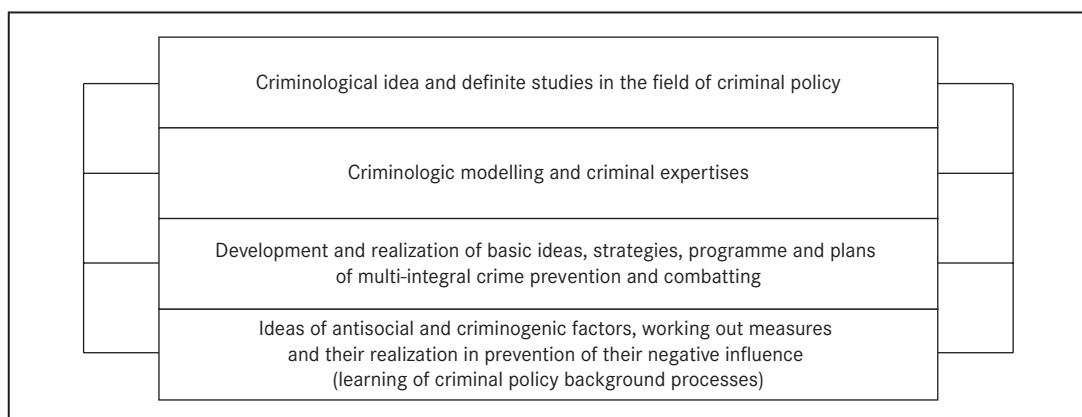 Criminological idea and definite studies in the field of criminal policy
Criminologic modelling and criminal expertises
Development and realization of basic ideas, strategies, programme and plans
of multi-integral crime prevention and combatting
Ideas of antisocial and criminogenic factors, working out measures
and their realization in prevention of their negative influence
(learning of criminal policy background processes)